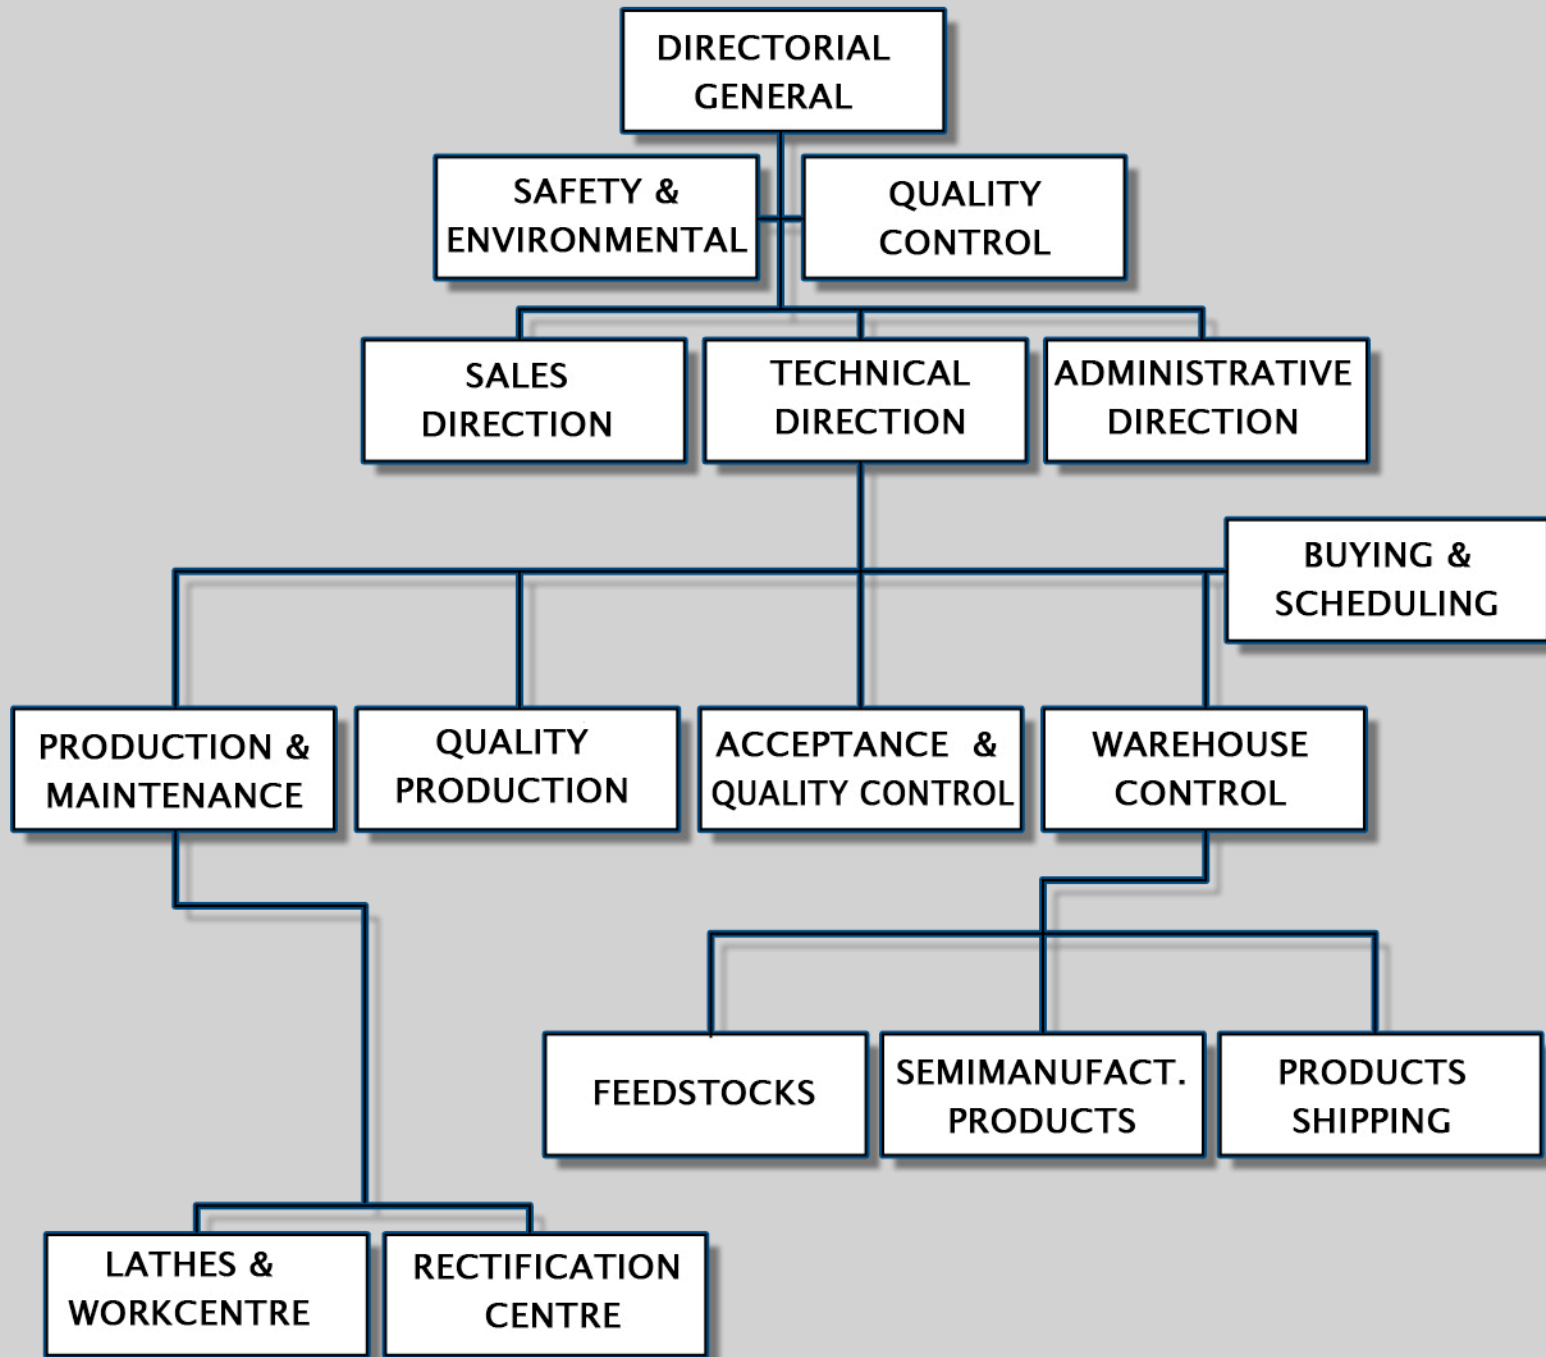 DIRECTORIAL
GENERAL
SAFETY &
ENVIRONMENTAL
QUALITY
CONTROL
SALES
DIRECTION
TECHNICAL
DIRECTION
ADMINISTRATIVE
DIRECTION
BUYING &
SCHEDULING
PRODUCTION &
MAINTENANCE
QUALITY
PRODUCTION
ACCEPTANCE &
QUALITY CONTROL
WAREHOUSE
CONTROL
FEEDSTOCKS
SEMIMANUFACT.
PRODUCTS
PRODUCTS
SHIPPING
LATHES &
WORKCENTRE
RECTIFICATION
CENTRE